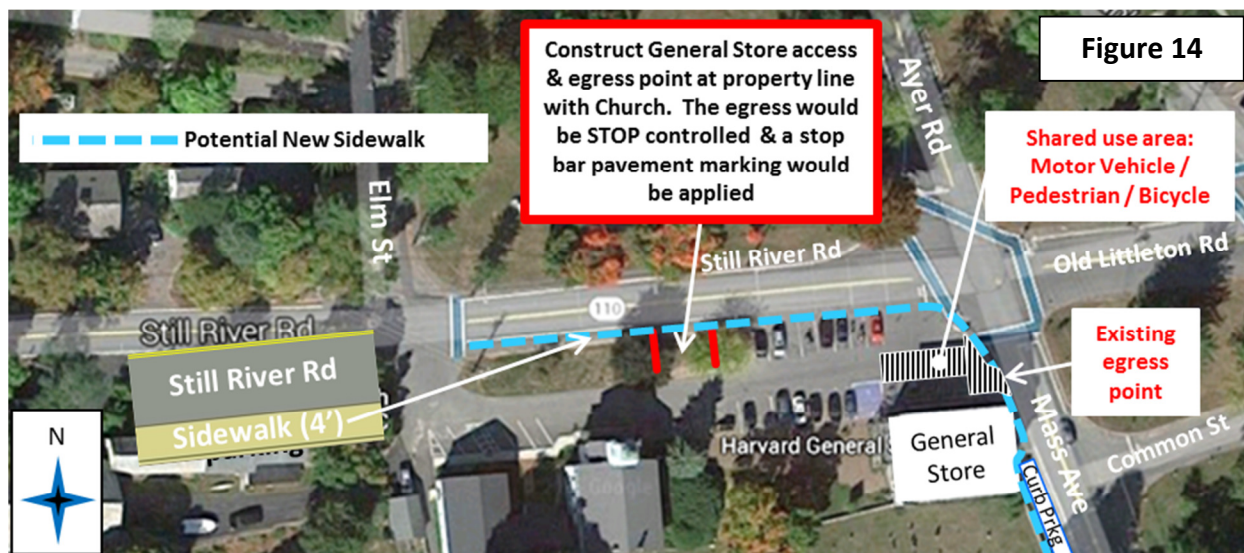 Construct General Store access
& egress point at property line
with Church. The egress would
be STOP controlled & a stop
bar pavement marking would
be applied
Figure 14
Potential New Sidewalk
Elm St
Ayer Rd
Shared use area:
Motor Vehicle /
Pedestrian / Bicycle
Still River Rd
Old Littleton Rd
110
Still River Rd
Still River Rd
Sidewalk (4')
Existing
egress
point
N
Harvard General
General
Store
Mass Ave
Common St
Curb Prkg